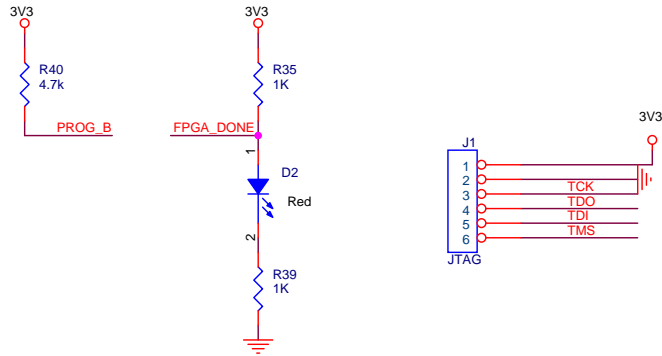 3V3
R40
4.7k
PROG_B
3V3
R35
1K
FPGA_DONE
1
D2
Red
2
R39
1K
3V3
J1
1
2
3
TCK
4
TDO
5
TDI
6
TMS
JTAG